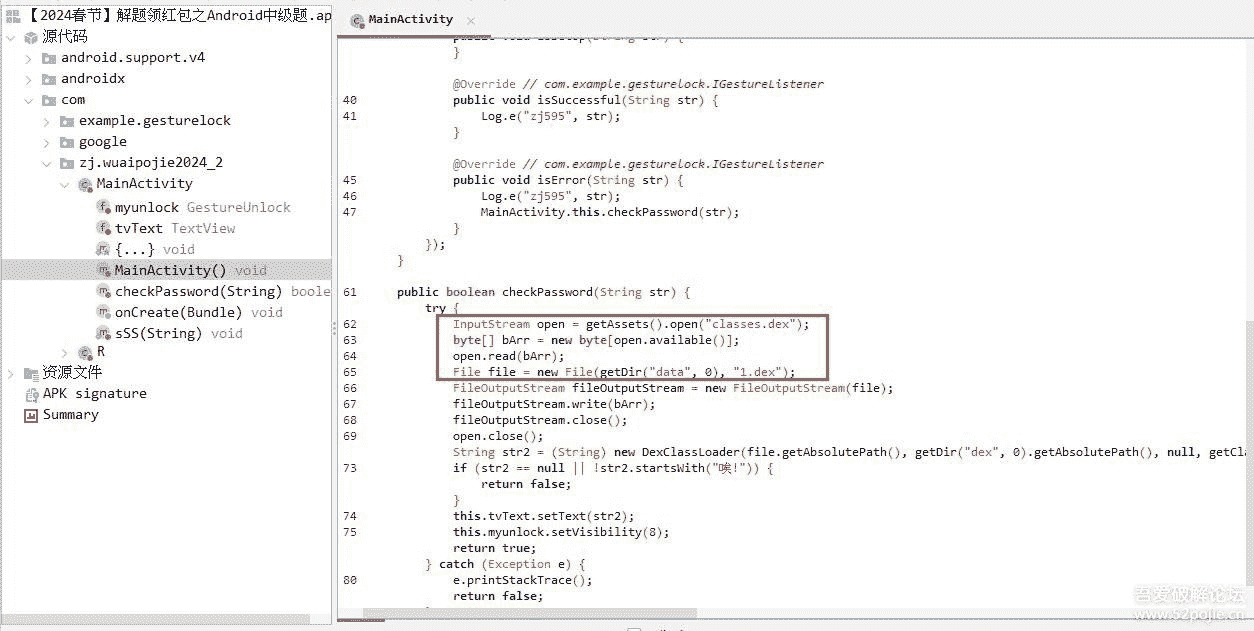 【2024春节】解题领红包之Android中级题.ap
源代码
android.support.v4
androidx
com
example.gesturelock
google
zj.wuaipojie2024_2
MainActivity
myunlock GestureUnlock
tvText TextView
{...} void
MainActivity() void
checkPassword(String) boole
onCreate(Bundle) void
sSS(String) void
R
资源文件
APK signature
Summary
MainActivity
}
@Override // com.example.gesturelock.IGestureListener
40 public void isSuccessful(String str) {
41 Log.e("zj595", str);
}
@Override // com.example.gesturelock.IGestureListener
45 public void isError(String str) {
46 Log.e("zj595", str);
47 MainActivity.this.checkPassword(str);
}
});
}
61 public boolean checkPassword(String str) {
try {
62 InputStream open = getAssets().open("classes.dex");
63 byte[] bArr = new byte[open.available()];
64 open.read(bArr);
65 File file = new File(getDir("data", 0), "1.dex");
66 FileOutputStream fileOutputStream = new FileOutputStream(file);
67 fileOutputStream.write(bArr);
68 fileOutputStream.close();
69 open.close();
String str2 = (String) new DexClassLoader(file.getAbsolutePath(), getDir("dex", 0).getAbsolutePath(), null, getCla
73 if (str2 == null || !str2.startsWith("唉!")) {
return false;
}
74 this.tvText.setText(str2);
75 this.myunlock.setVisibility(8);
return true;
} catch (Exception e) {
80 e.printStackTrace();
return false;
吾爱破解论坛
www.52pojie.cn